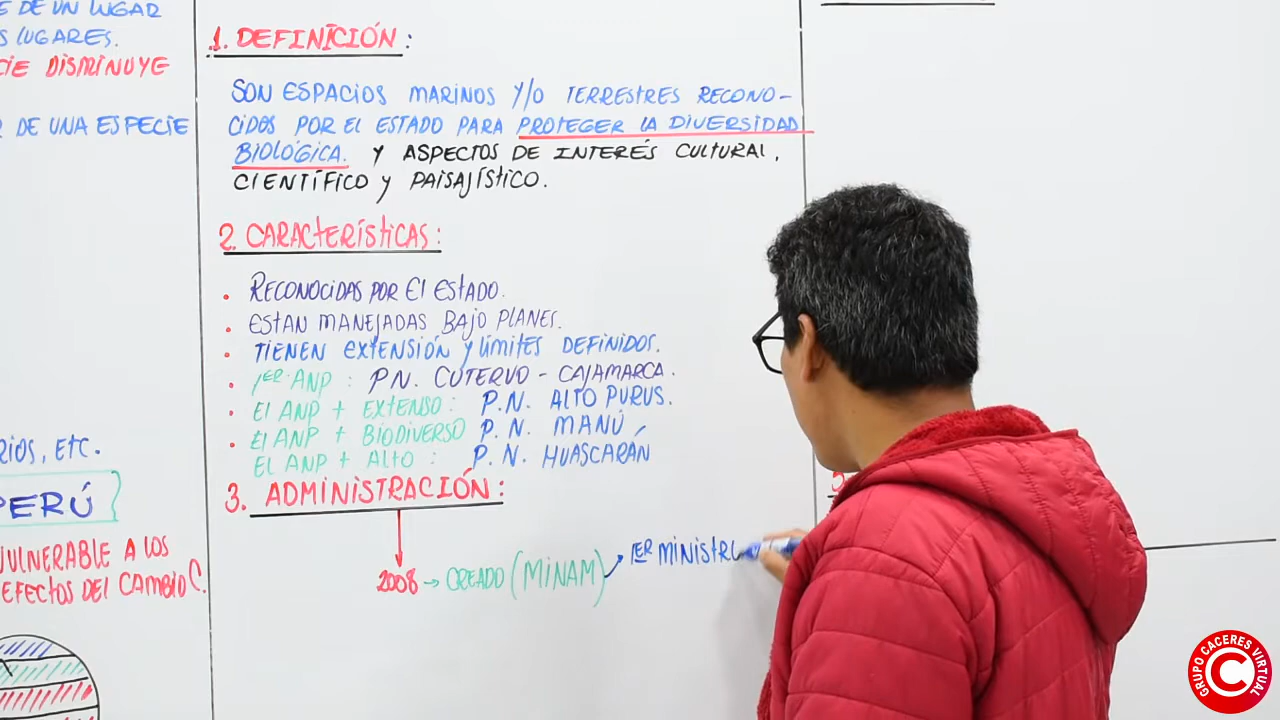 E DE UN LUGAR
S LUGARES.
CIE DISMINUYE
R DE UNA ESPECIE
RIOS, ETC.
PERÚ
VULNERABLE A LOS
EFECTOS DEL CAMBIO C.
1. DEFINICIÓN:
SON ESPACIOS MARINOS Y/O TERRESTRES RECONO-
CIDOS POR EL ESTADO PARA PROTEGER LA DIVERSIDAD
BIOLÓGICA. Y ASPECTOS DE INTERÉS CULTURAL,
CIENTÍFICO Y PAISAJÍSTICO.
2. CARACTERÍSTICAS:
• RECONOCIDAS POR El ESTADO.
• ESTAN MANEJADAS BAJO PLANES.
• TIENEN EXTENSIÓN Y LÍMITES DEFINIDOS.
• 1ER. ANP: P.N. CUTERVO - CAJAMARCA.
• El ANP + EXTENSO: P.N. ALTO PURUS.
• El ANP + BIODIVERSO P.N. MANÚ
EL ANP + ALTO: P.N. HUASCARÁN
3. ADMINISTRACIÓN:
2008 → CREADO (MINAM) → 1ER MINISTR
GRUPO CACERES VIRTUAL
C